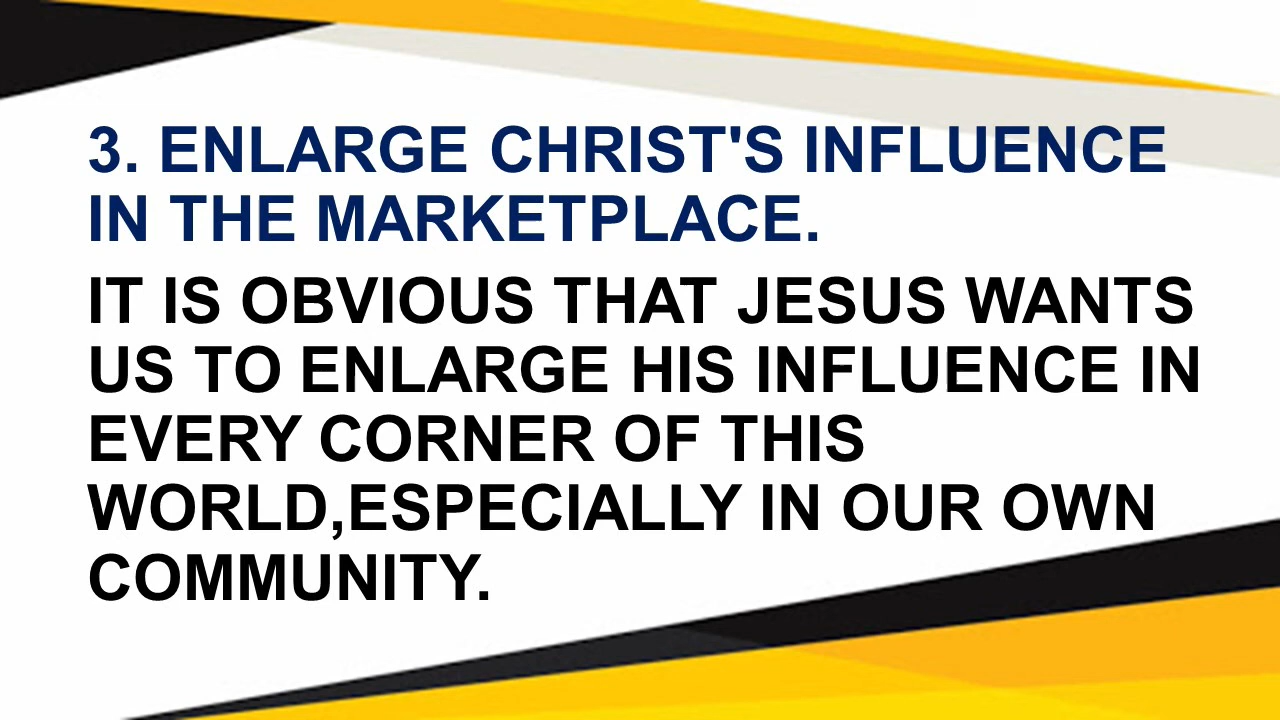 3. ENLARGE CHRIST'S INFLUENCE
IN THE MARKETPLACE.
IT IS OBVIOUS THAT JESUS WANTS
US TO ENLARGE HIS INFLUENCE IN
EVERY CORNER OF THIS
WORLD,ESPECIALLY IN OUR OWN
COMMUNITY.